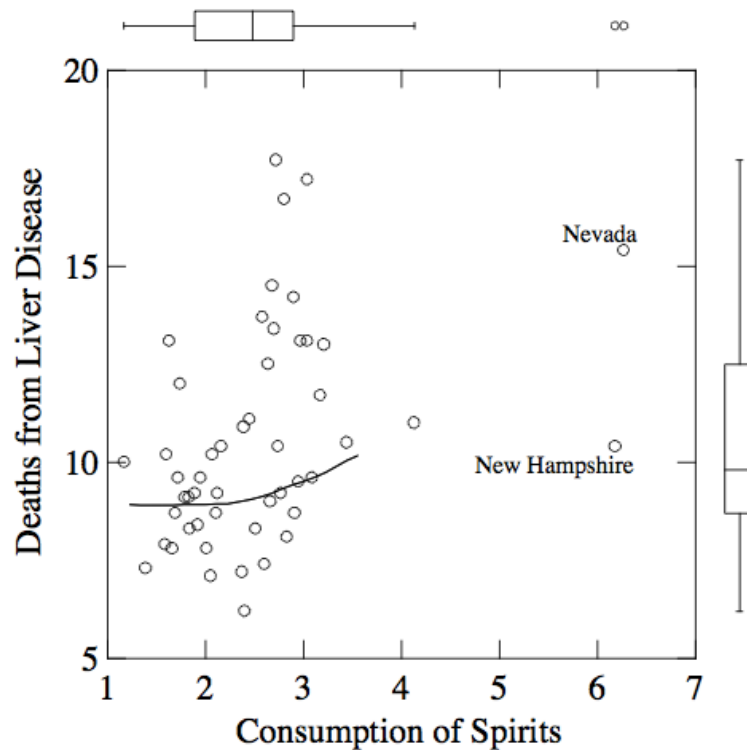 20
15
10
5
Deaths from Liver Disease
Nevada
New Hampshire
1 2 3 4 5 6 7
Consumption of Spirits